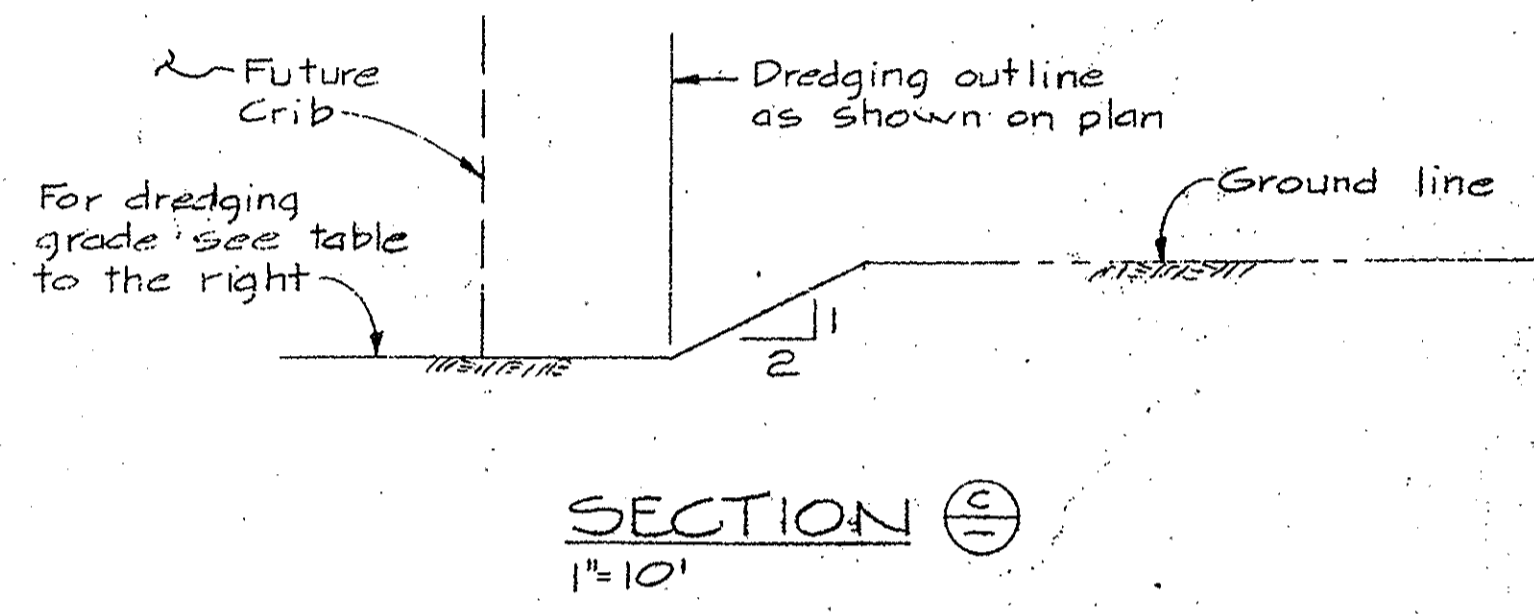 Future
Crib
Dredging outline
as shown on plan
For dredging
grade see table
to the right
Ground line
1
2
SECTION
C
–
1"=10'